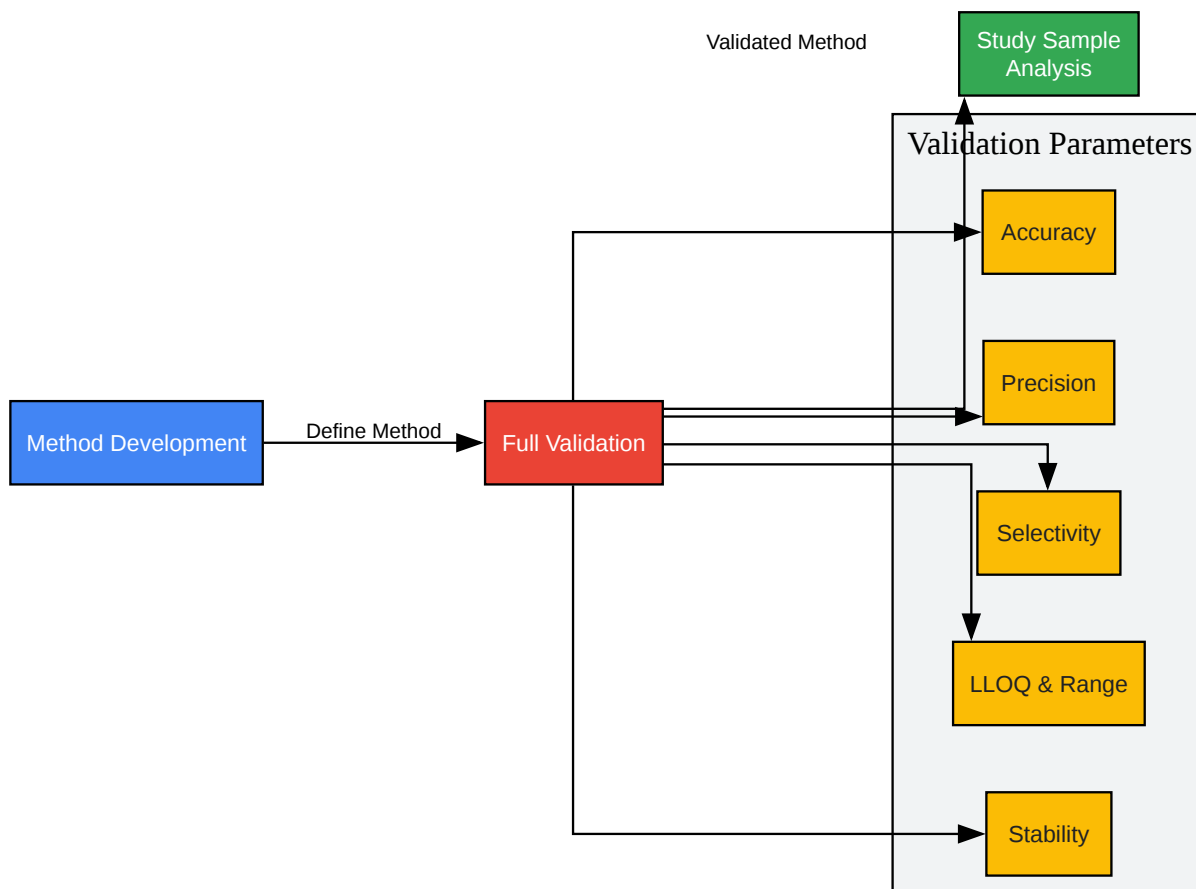 Validated Method
Study Sample
Analysis
Validation Parameters
Accuracy
Precision
Method Development
Define Method
Full Validation
Selectivity
LLOQ & Range
Stability